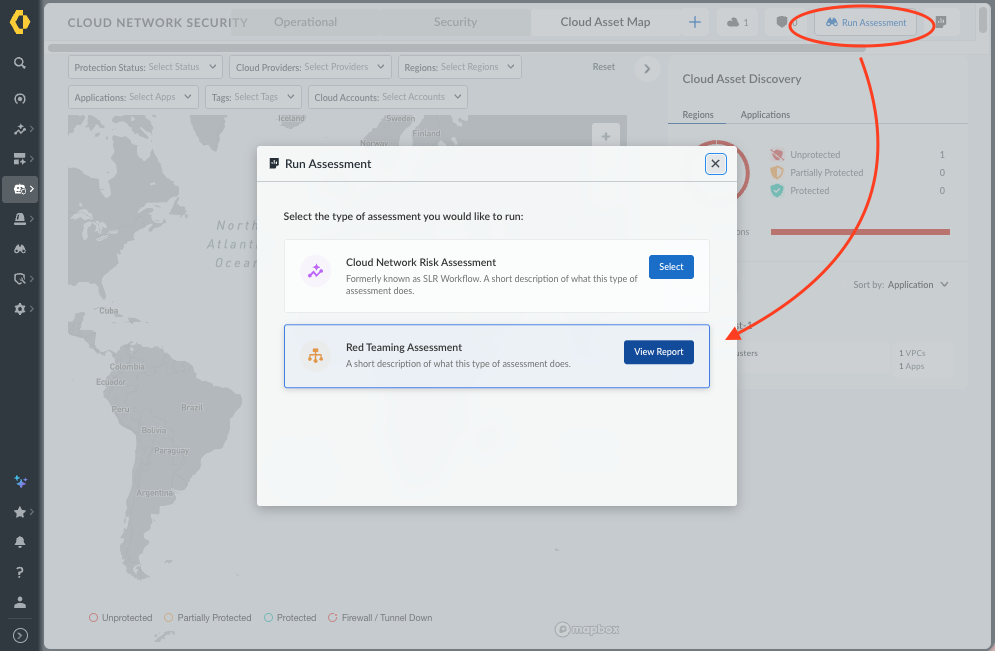 CLOUD NETWORK SECURITY
Operational
Security
Cloud Asset Map
1
0
Run Assessment
Protection Status: Select Status
Cloud Providers: Select Providers
Regions: Select Regions
Reset
Applications: Select Apps
Tags: Select Tags
Cloud Accounts: Select Accounts
Cloud Asset Discovery
Regions
Applications
Iceland
Sweden
Finland
Norway
Unprotected 1
Partially Protected 0
Protected 0
North
Atlanti
Ocean
ons
Sort by: Application
Run Assessment
Select the type of assessment you would like to run:
Cloud Network Risk Assessment
Formerly known as SLR Workflow. A short description of what this type of
assessment does.
Select
Red Teaming Assessment
A short description of what this type of assessment does.
View Report
t-1
usters
1 VPCs
1 Apps
Cuba
Colombia
Ecuador
Peru
Brazil
Bolivia
Paraguay
Argentina
Unprotected
Partially Protected
Protected
Firewall / Tunnel Down
mapbox